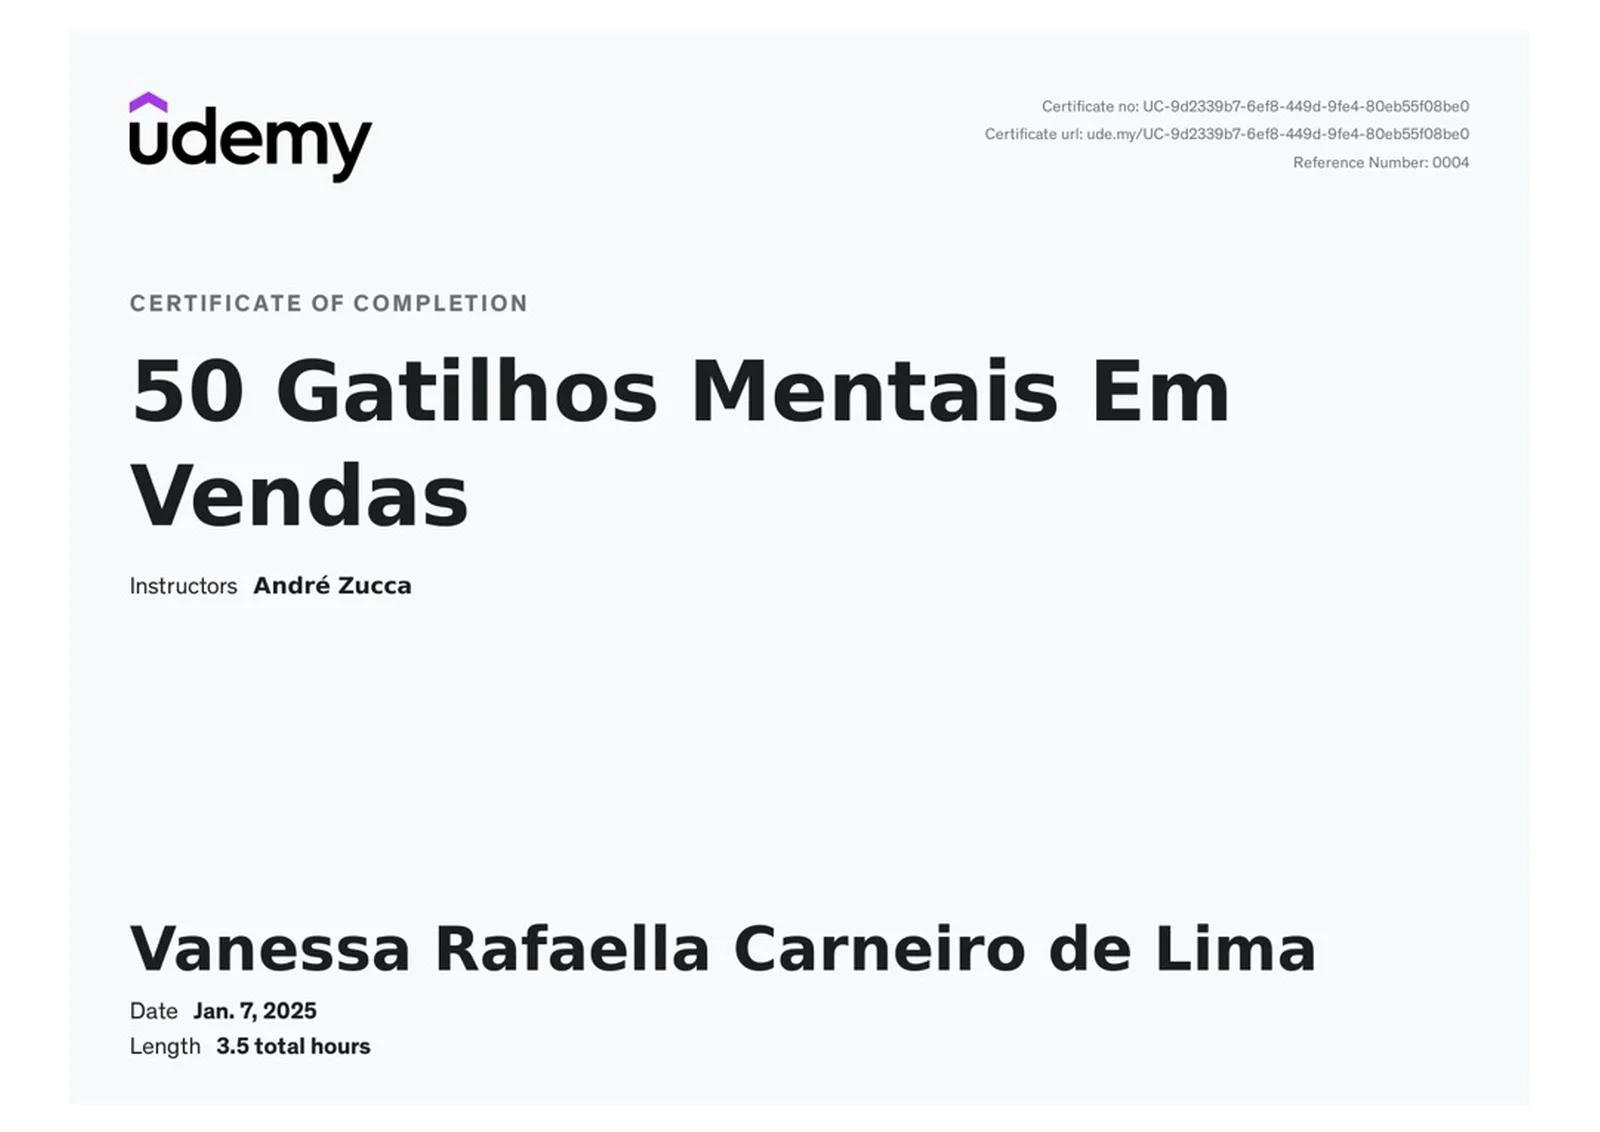 udemy
Certificate no: UC-9d2339b7-6ef8-449d-9fe4-80eb55f08be0
Certificate url: ude.my/UC-9d2339b7-6ef8-449d-9fe4-80eb55f08be0
Reference Number: 0004
CERTIFICATE OF COMPLETION
50 Gatilhos Mentais Em
Vendas
Instructors André Zucca
Vanessa Rafaella Carneiro de Lima
Date Jan. 7, 2025
Length 3.5 total hours